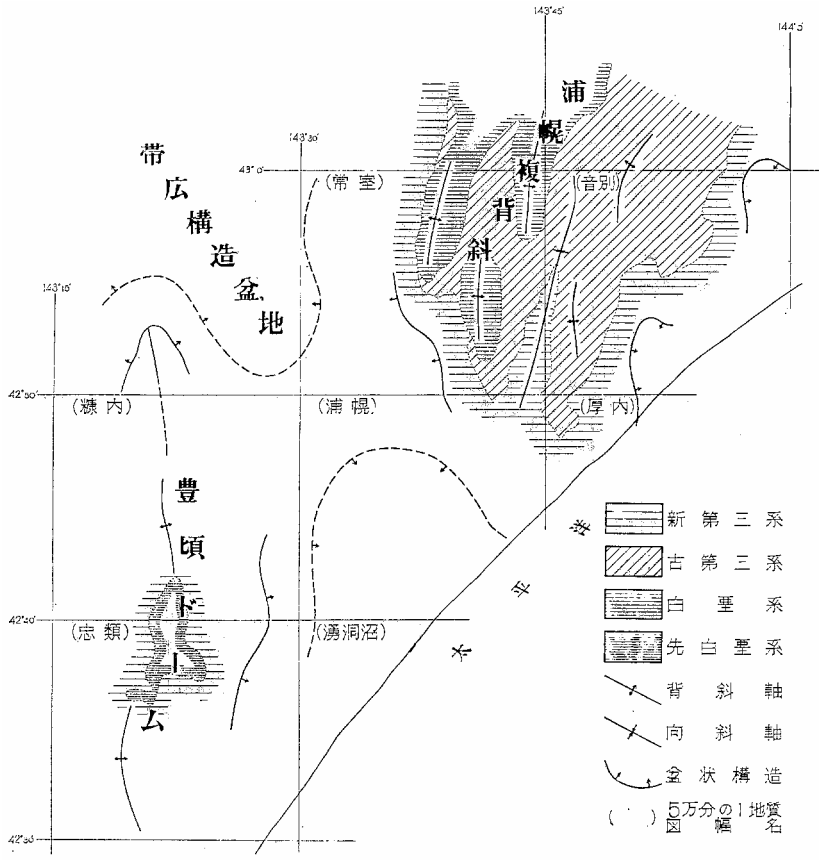 143°45′
144°5′
143°30′
43°0′
143°10′
42°50′
42°40′
42°30′
帯広構造盆地
浦幌複背斜
豊頃ドーム
(常室)
(音別)
(糠内)
(浦幌)
(厚内)
(忠類)
(湧洞沼)
太平洋
新第三系
古第三系
白亜系
先白亜系
背斜軸
向斜軸
盆状構造
( ) 5万分の1地質
図幅名